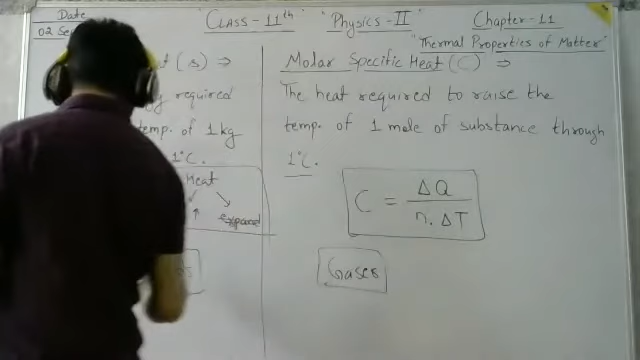 Date
02 Se
CLASS-11th "Physics-II" Chapter-11
"Thermal Properties of Matter"
(s) ⇒
required
temp. of 1 kg
1°C.
Heat
↑ expand
Molar Specific Heat (C) ⇒
The heat required to raise the
temp. of 1 mole of substance through
1°C.
C = ΔQ / n. ΔT
Gases